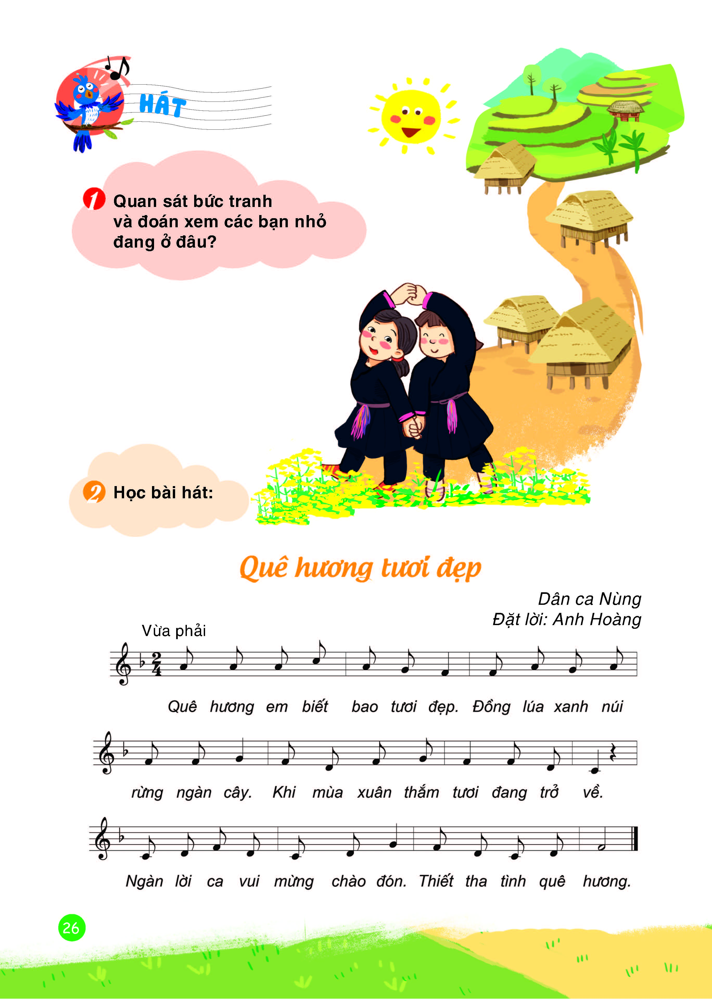 HÁT
1 Quan sát bức tranh
và đoán xem các bạn nhỏ
đang ở đâu?
2 Học bài hát:
Quê hương tươi đẹp
Dân ca Nùng
Đặt lời: Anh Hoàng
Vừa phải
2
4
Quê hương em biết bao tươi đẹp. Đồng lúa xanh núi
rừng ngàn cây. Khi mùa xuân thắm tươi đang trở về.
Ngàn lời ca vui mừng chào đón. Thiết tha tình quê hương.
26